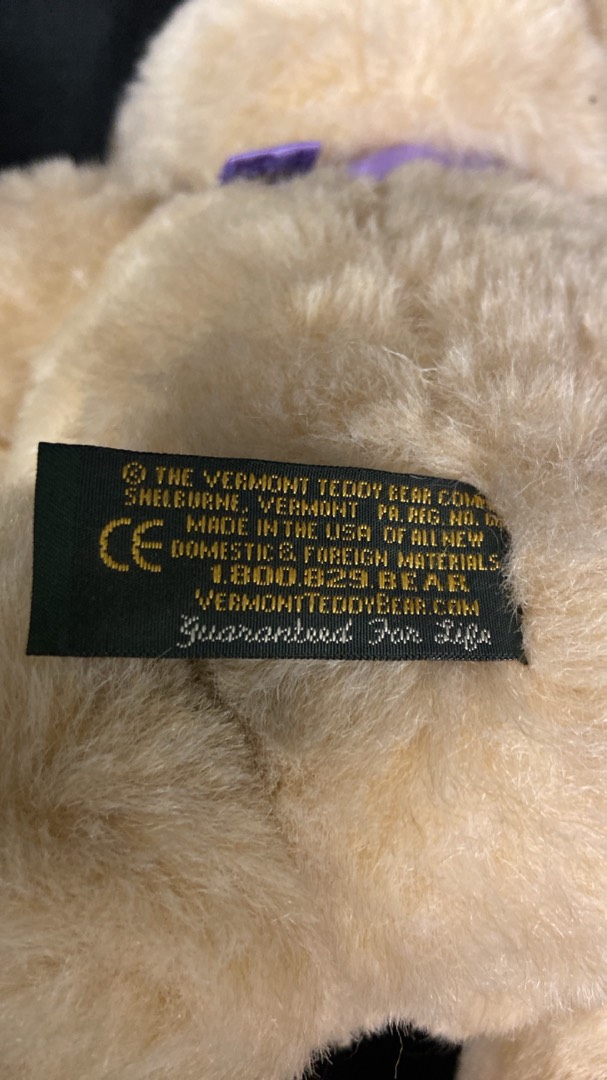 © THE VERMONT TEDDY BEAR
SHELBURNE, VERMONT PA. REG. NO.
MADE IN THE USA OF ALL NEW
CE DOMESTIC & FOREIGN MATERIALS
1.800.829 BEAR
VERMONTTEDDYBEAR.COM
Guaranteed For Life